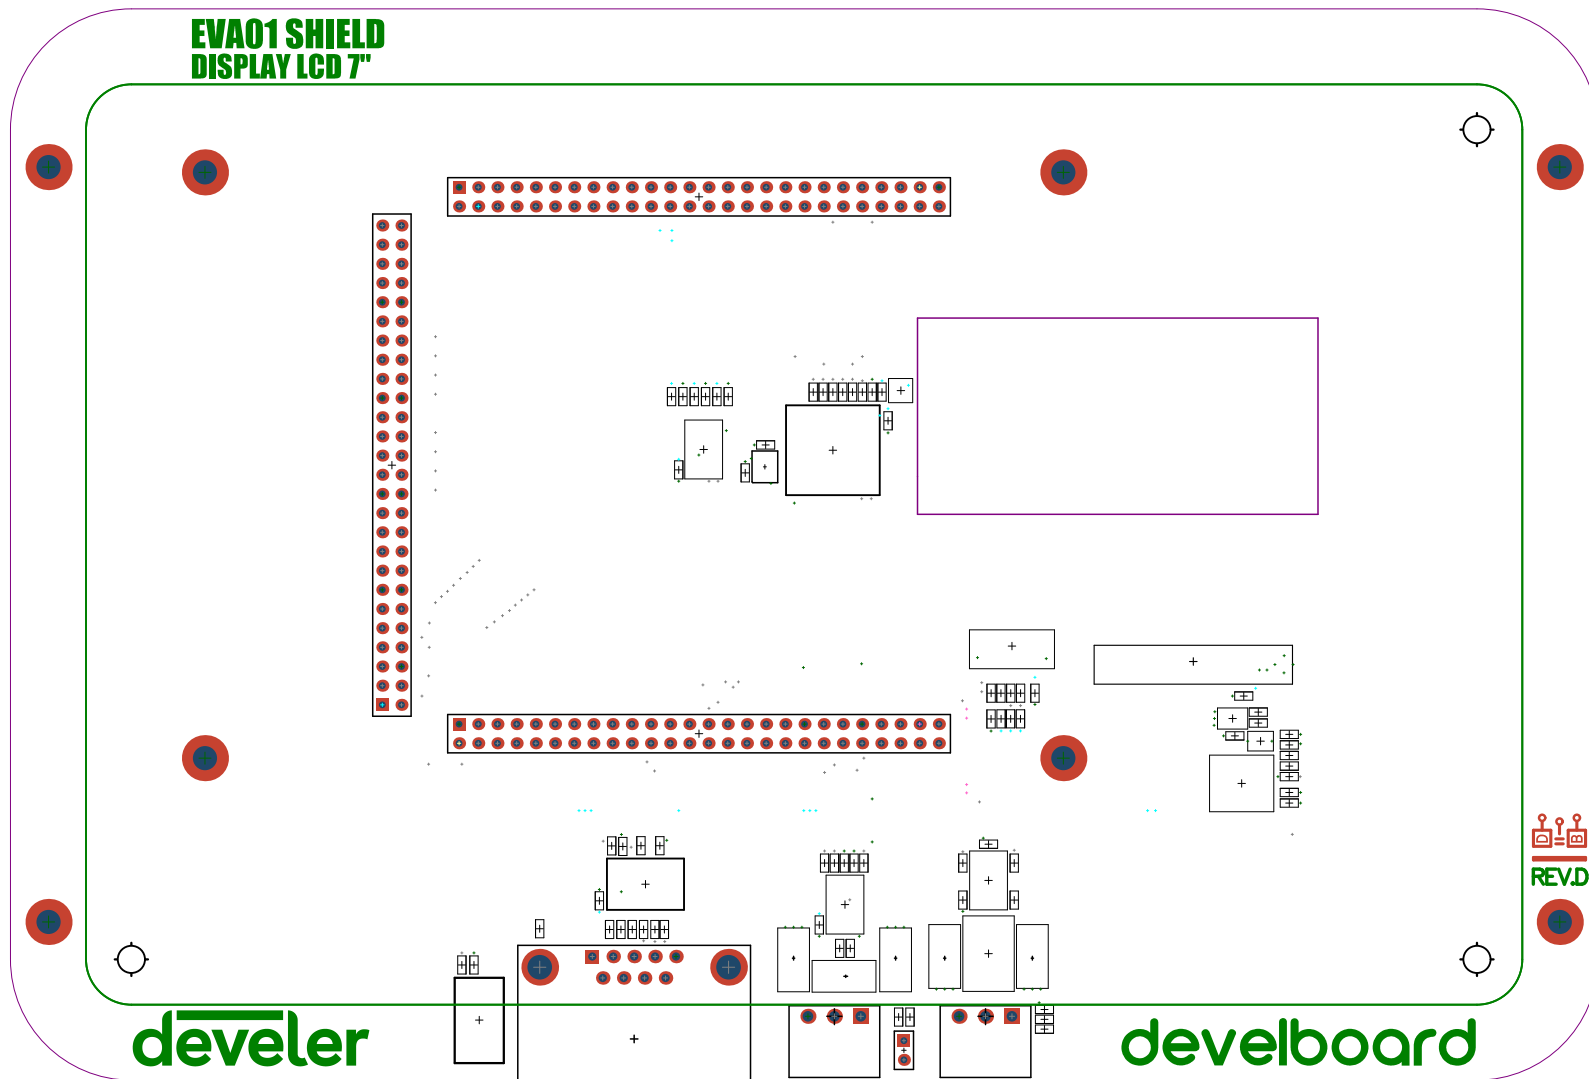 EVA01 SHIELD
DISPLAY LCD 7"
D B
REV.D
develer
develboard